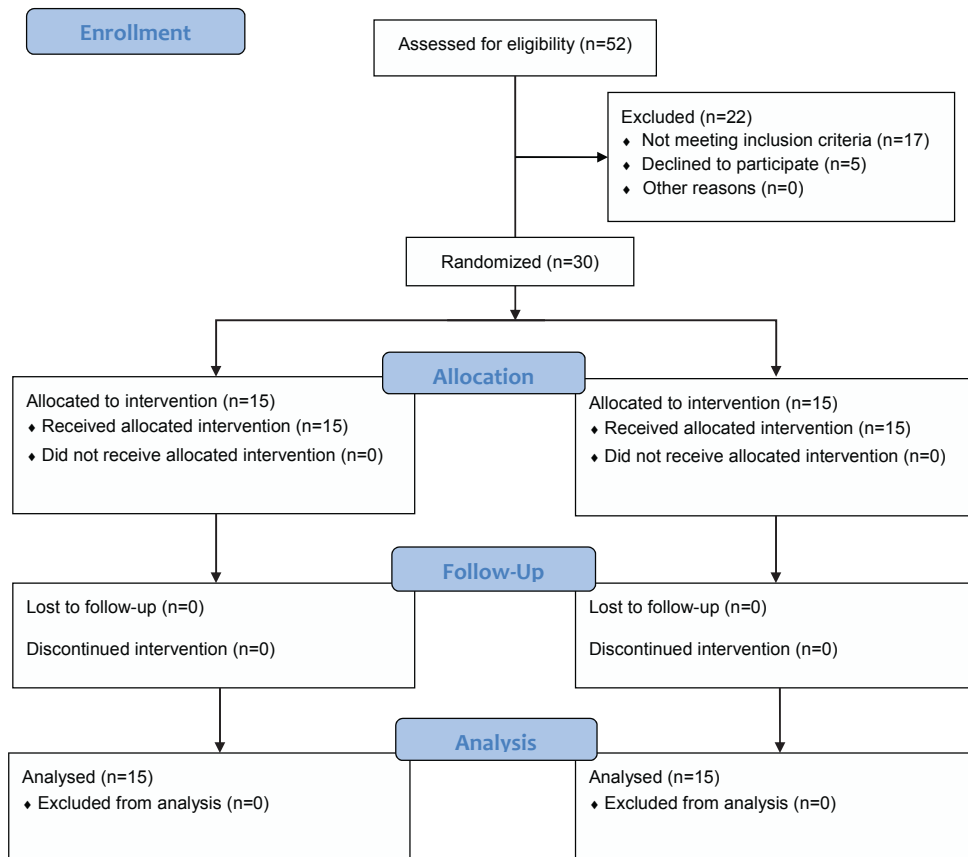 Enrollment
Assessed for eligibility (n=52)
Excluded (n=22)
♦ Not meeting inclusion criteria (n=17)
♦ Declined to participate (n=5)
♦ Other reasons (n=0)
Randomized (n=30)
Allocation
Allocated to intervention (n=15)
♦ Received allocated intervention (n=15)
♦ Did not receive allocated intervention (n=0)
Allocated to intervention (n=15)
♦ Received allocated intervention (n=15)
♦ Did not receive allocated intervention (n=0)
Follow-Up
Lost to follow-up (n=0)
Discontinued intervention (n=0)
Lost to follow-up (n=0)
Discontinued intervention (n=0)
Analysis
Analysed (n=15)
♦ Excluded from analysis (n=0)
Analysed (n=15)
♦ Excluded from analysis (n=0)